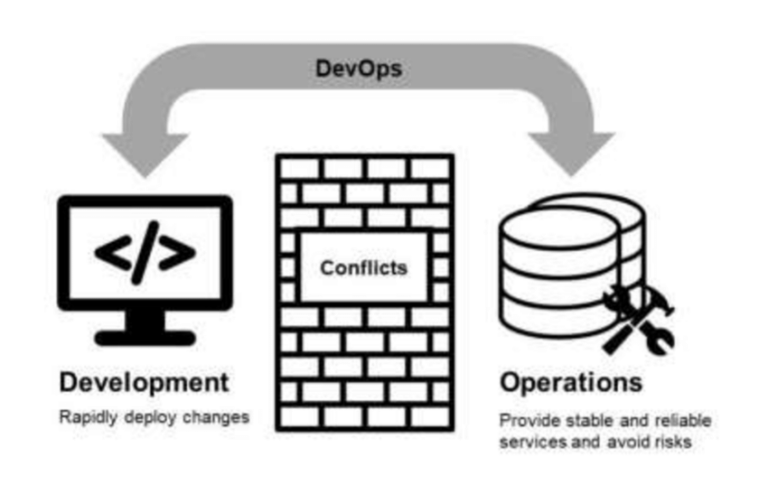 DevOps
</>
Conflicts
Development
Rapidly deploy changes
Operations
Provide stable and reliable
services and avoid risks